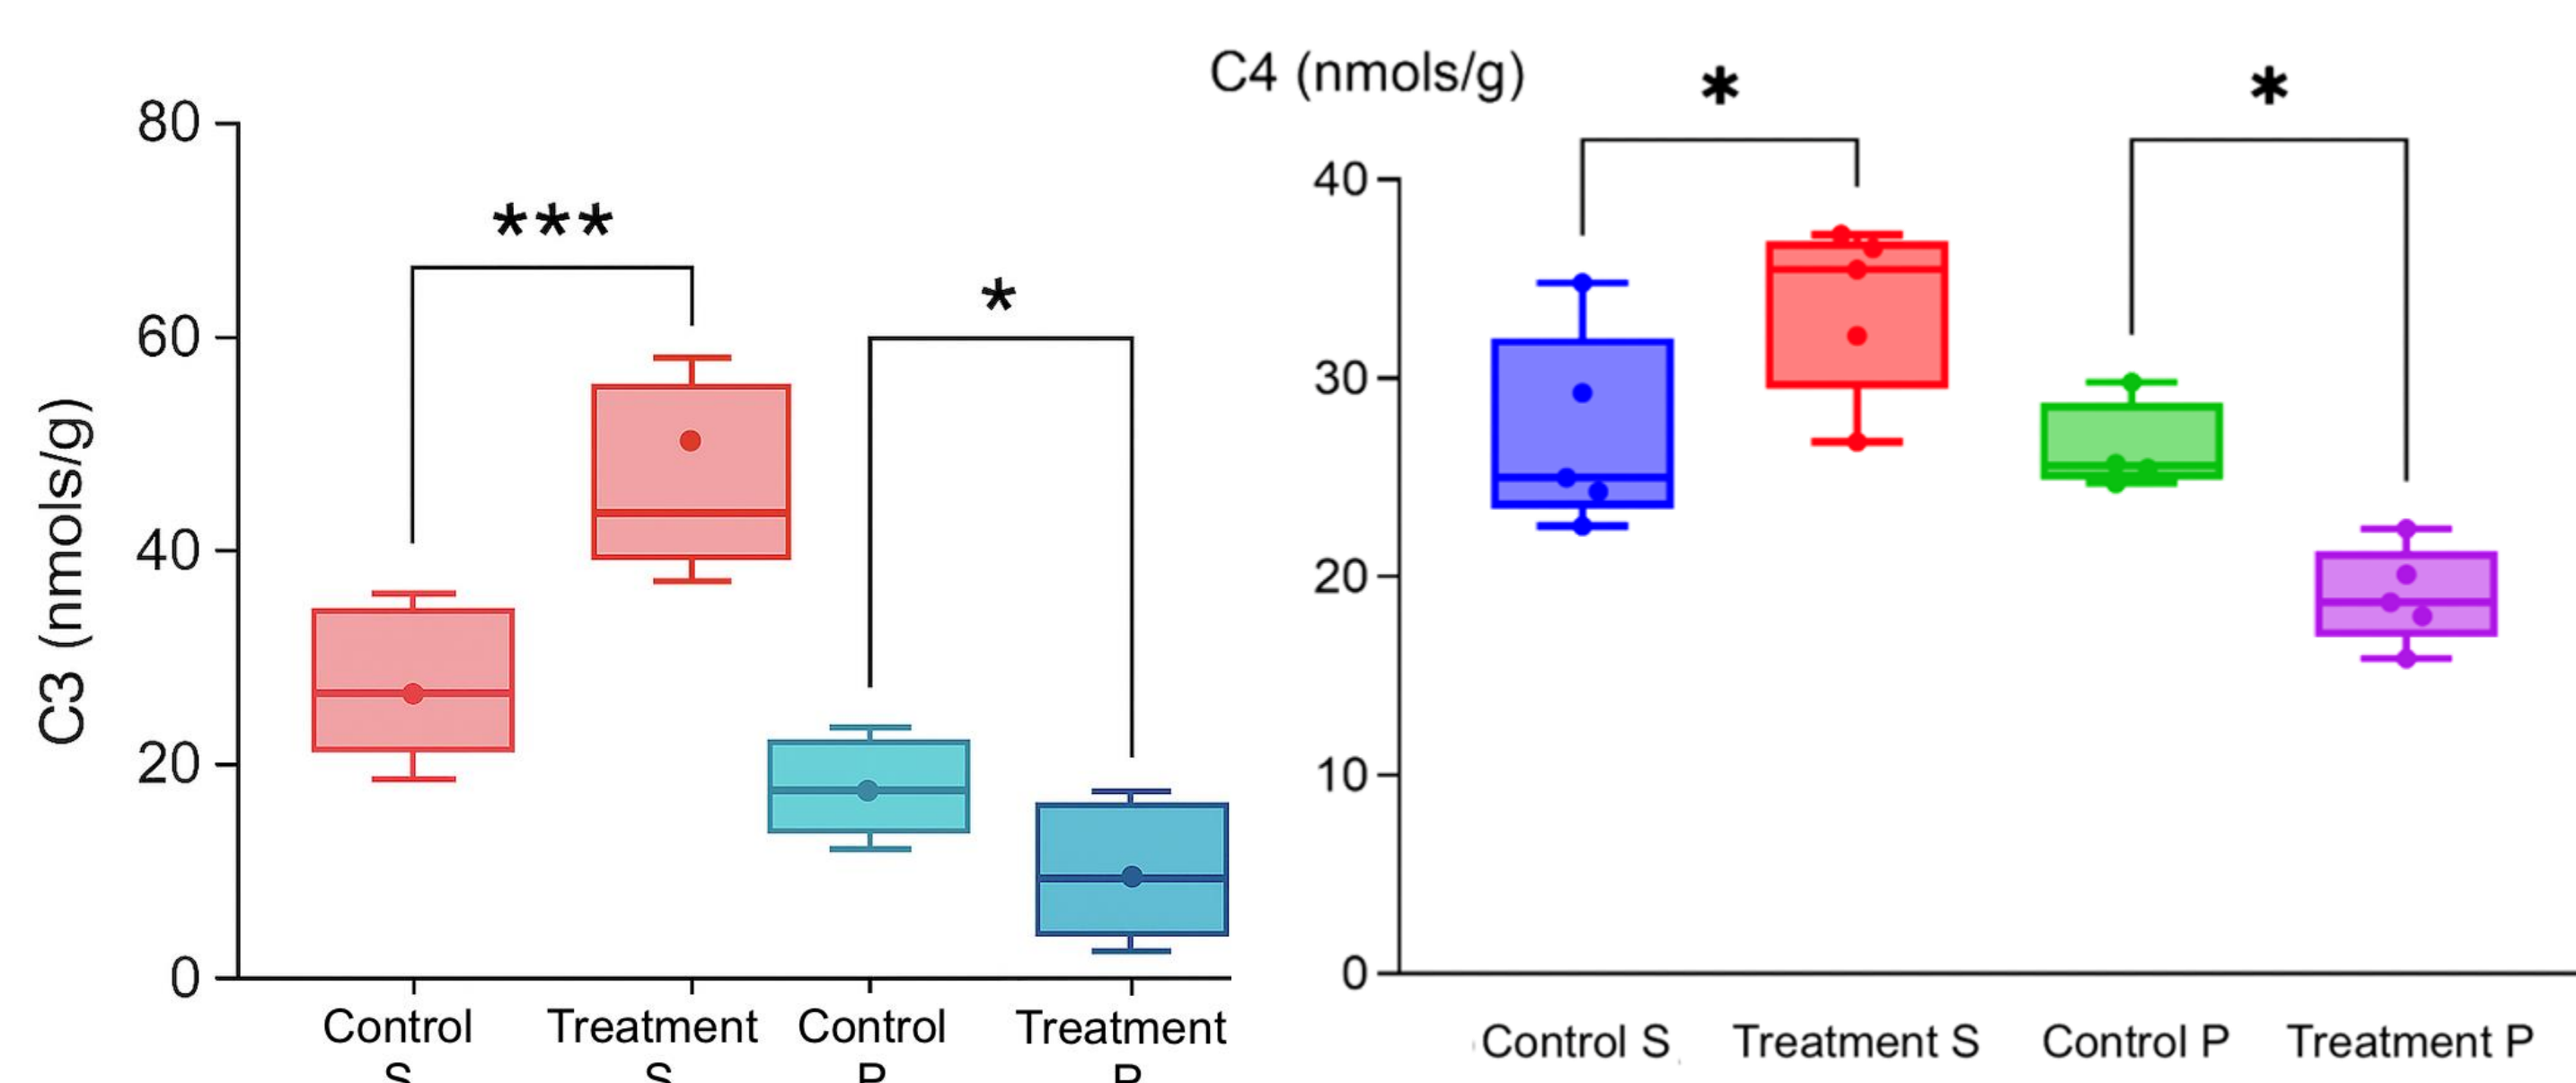 C3 (nmols/g)
80
60
40
20
0
***
*
Control
S
Treatment
S
Control
P
Treatment
P
C4 (nmols/g)
40
30
20
10
0
*
*
Control S
Treatment S
Control P
Treatment P